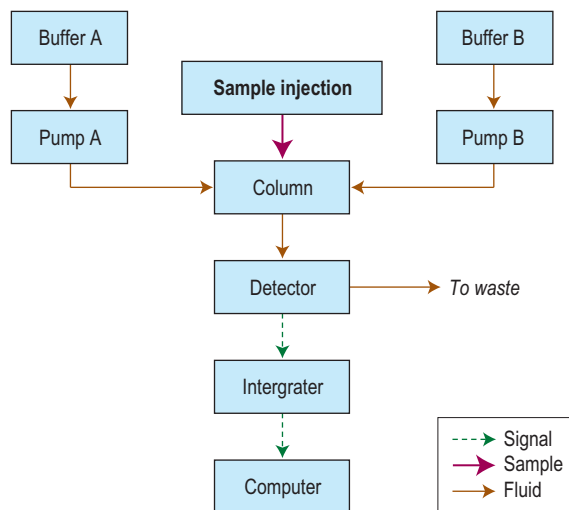 Buffer A
Buffer B
Sample injection
Pump A
Pump B
Column
Detector
To waste
Intergrater
Computer
Signal
Sample
Fluid